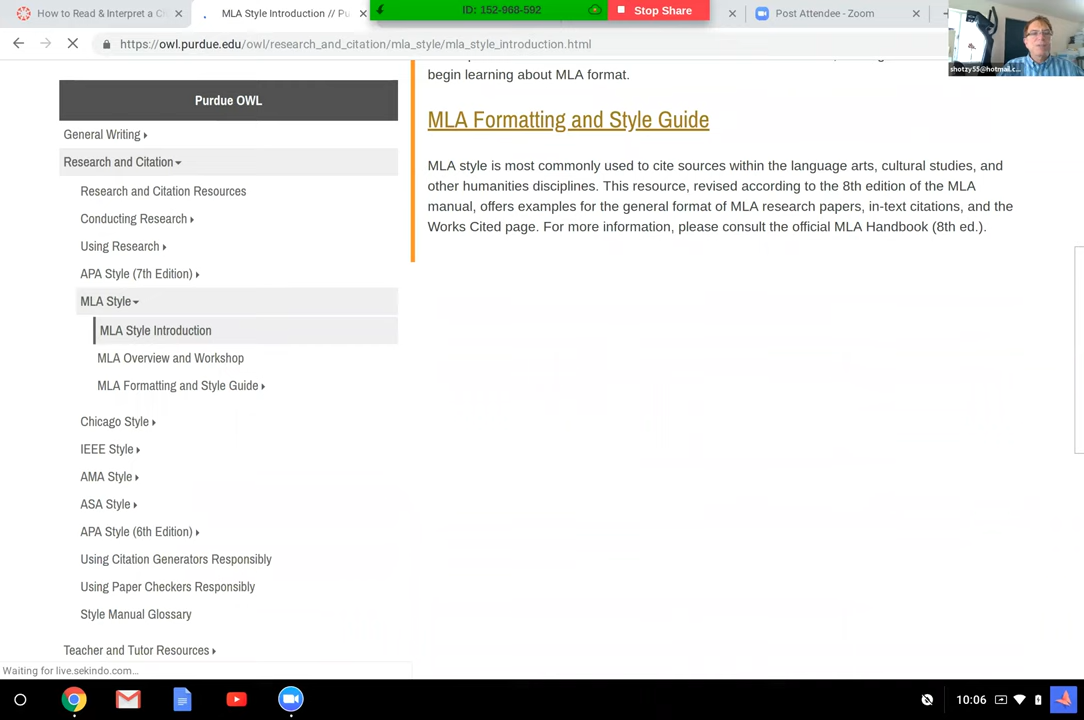 How to Read & Interpret a C
MLA Style Introduction // Pu
ID: 152-968-592
Stop Share
Post Attendee - Zoom
https://owl.purdue.edu/owl/research_and_citation/mla_style/mla_style_introduction.html
shotzy55@hotmail.c...
Purdue OWL
General Writing
Research and Citation
Research and Citation Resources
Conducting Research
Using Research
APA Style (7th Edition)
MLA Style
MLA Style Introduction
MLA Overview and Workshop
MLA Formatting and Style Guide
Chicago Style
IEEE Style
AMA Style
ASA Style
APA Style (6th Edition)
Using Citation Generators Responsibly
Using Paper Checkers Responsibly
Style Manual Glossary
Teacher and Tutor Resources
begin learning about MLA format.
MLA Formatting and Style Guide
MLA style is most commonly used to cite sources within the language arts, cultural studies, and
other humanities disciplines. This resource, revised according to the 8th edition of the MLA
manual, offers examples for the general format of MLA research papers, in-text citations, and the
Works Cited page. For more information, please consult the official MLA Handbook (8th ed.).
Waiting for live.sekindo.com...
10:06